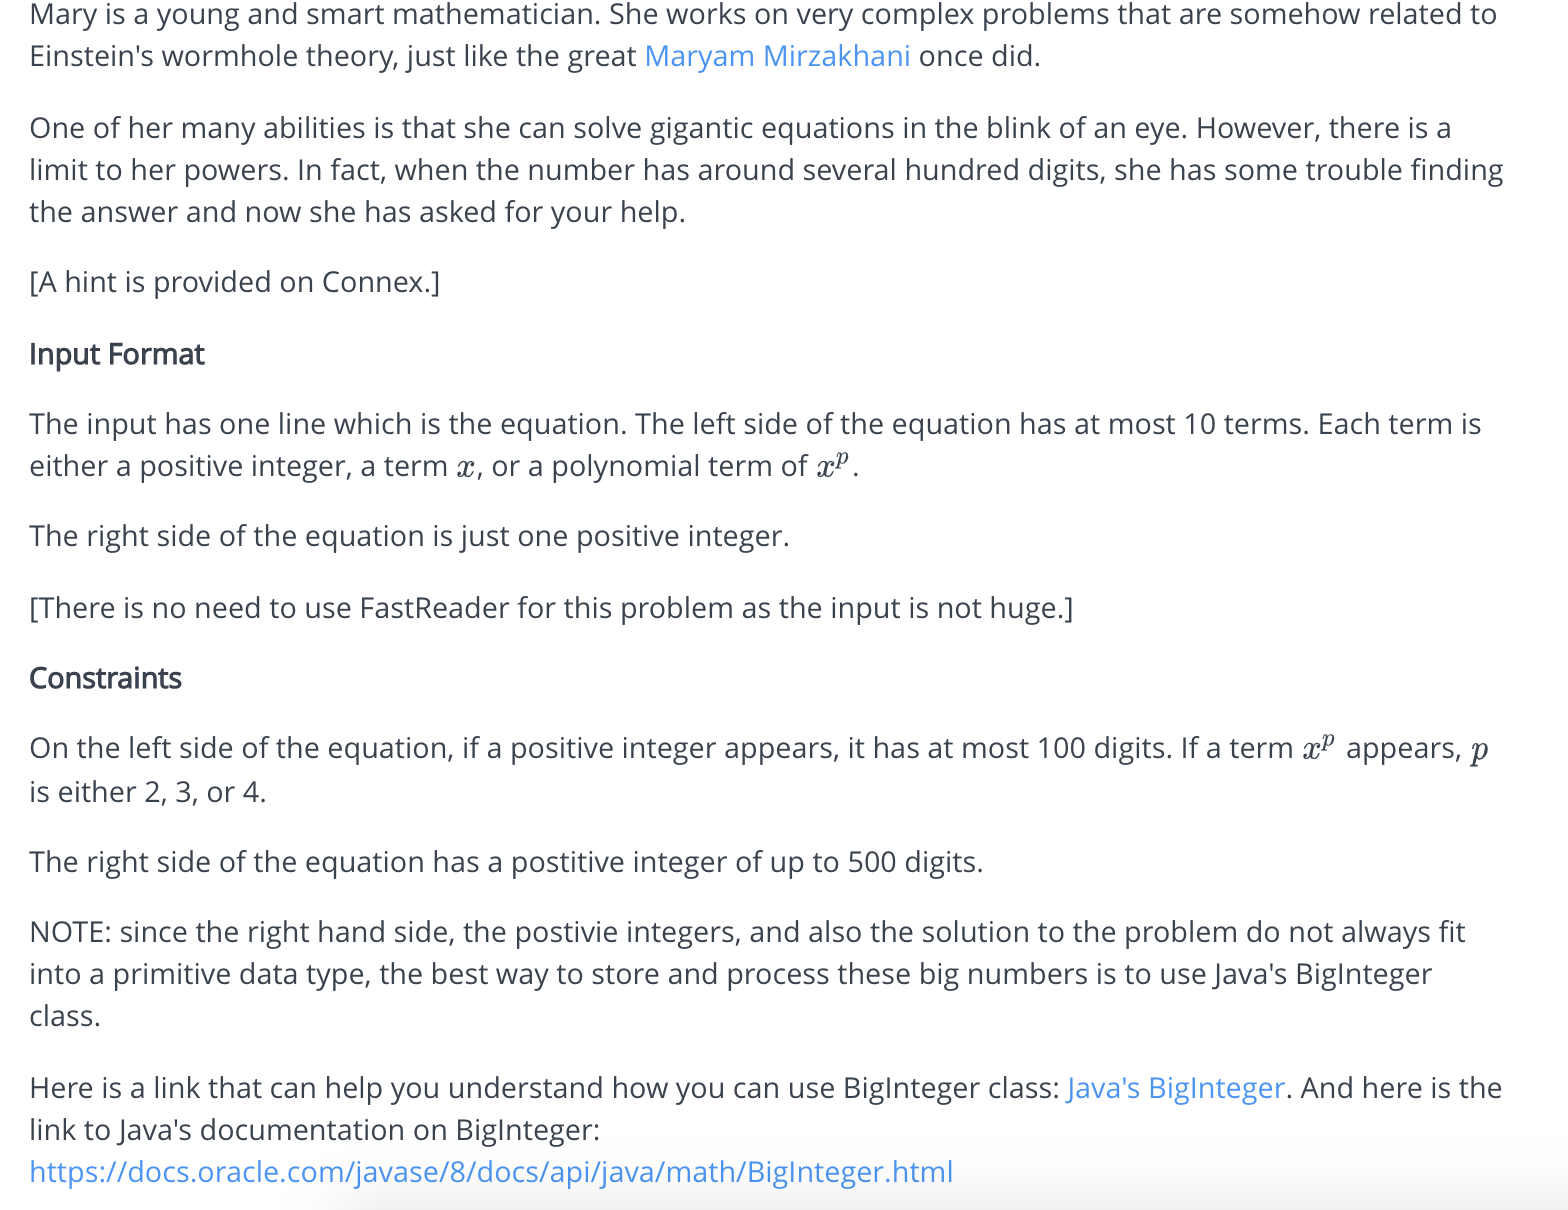 Mary is a young and smart mathematician. She works on very complex problems that are somehow related to
Einstein's wormhole theory, just like the great Maryam Mirzakhani once did.
One of her many abilities is that she can solve gigantic equations in the blink of an eye. However, there is a
limit to her powers. In fact, when the number has around several hundred digits, she has some trouble finding
the answer and now she has asked for your help.
[A hint is provided on Connex.]
Input Format
The input has one line which is the equation. The left side of the equation has at most 10 terms. Each term is
either a positive integer, a term x, or a polynomial term of x^p.
The right side of the equation is just one positive integer.
[There is no need to use FastReader for this problem as the input is not huge.]
Constraints
On the left side of the equation, if a positive integer appears, it has at most 100 digits. If a term x^p appears, p
is either 2, 3, or 4.
The right side of the equation has a postitive integer of up to 500 digits.
NOTE: since the right hand side, the postivie integers, and also the solution to the problem do not always fit
into a primitive data type, the best way to store and process these big numbers is to use Java's BigInteger
class.
Here is a link that can help you understand how you can use BigInteger class: Java's BigInteger. And here is the
link to Java's documentation on BigInteger:
https://docs.oracle.com/javase/8/docs/api/java/math/BigInteger.html